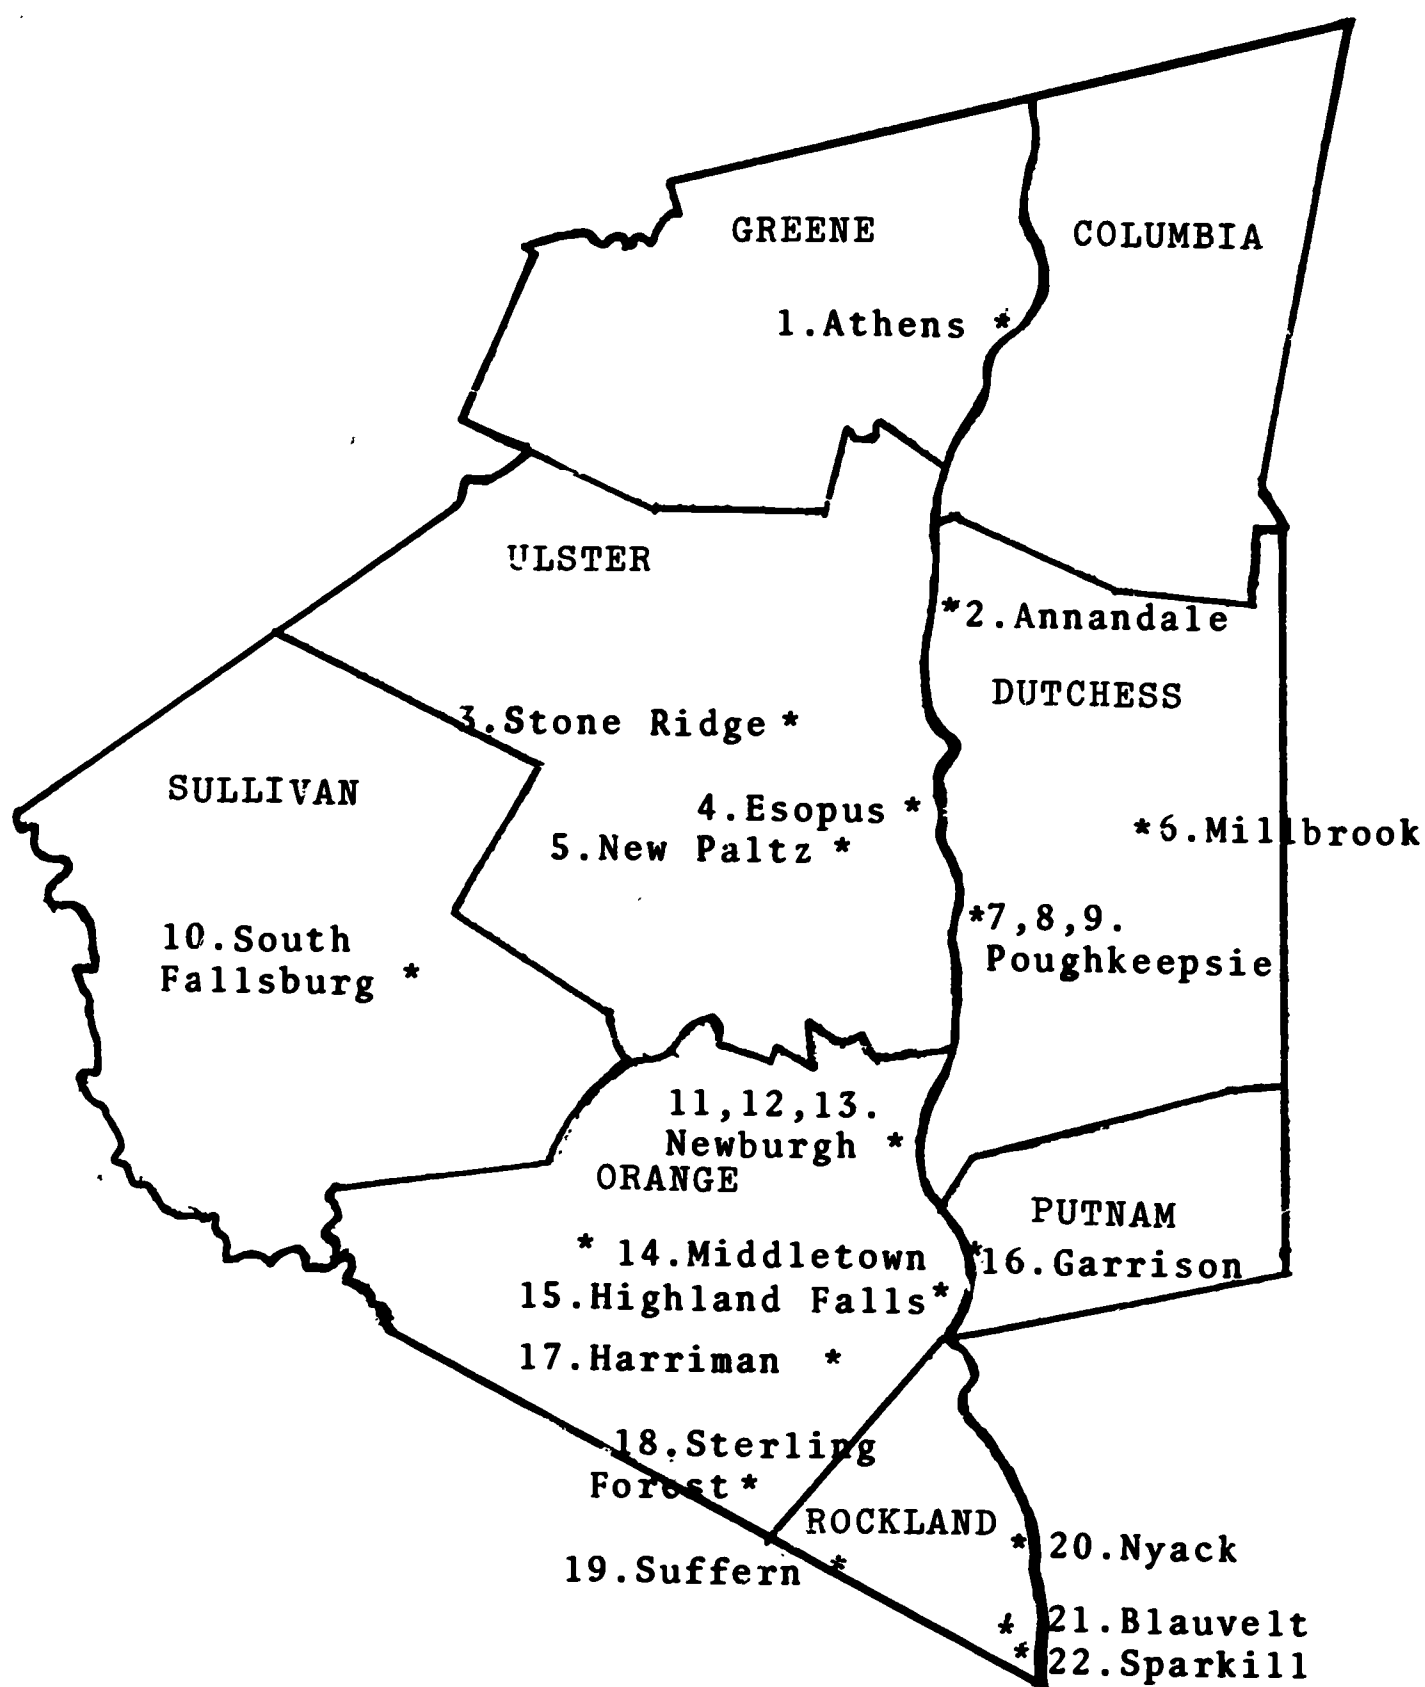 GREENE
COLUMBIA
1.Athens *
ULSTER
*2.Annandale
DUTCHESS
3.Stone Ridge *
SULLIVAN
4.Esopus *
5.New Paltz *
*6.Millbrook
*7,8,9.
Poughkeepsie
10.South
Fallsburg *
11,12,13.
Newburgh *
ORANGE
PUTNAM
* 14.Middletown
*16.Garrison
15.Highland Falls*
17.Harriman *
18.Sterling
Forest*
ROCKLAND
* 20.Nyack
19.Suffern *
* 21.Blauvelt
*22.Sparkill